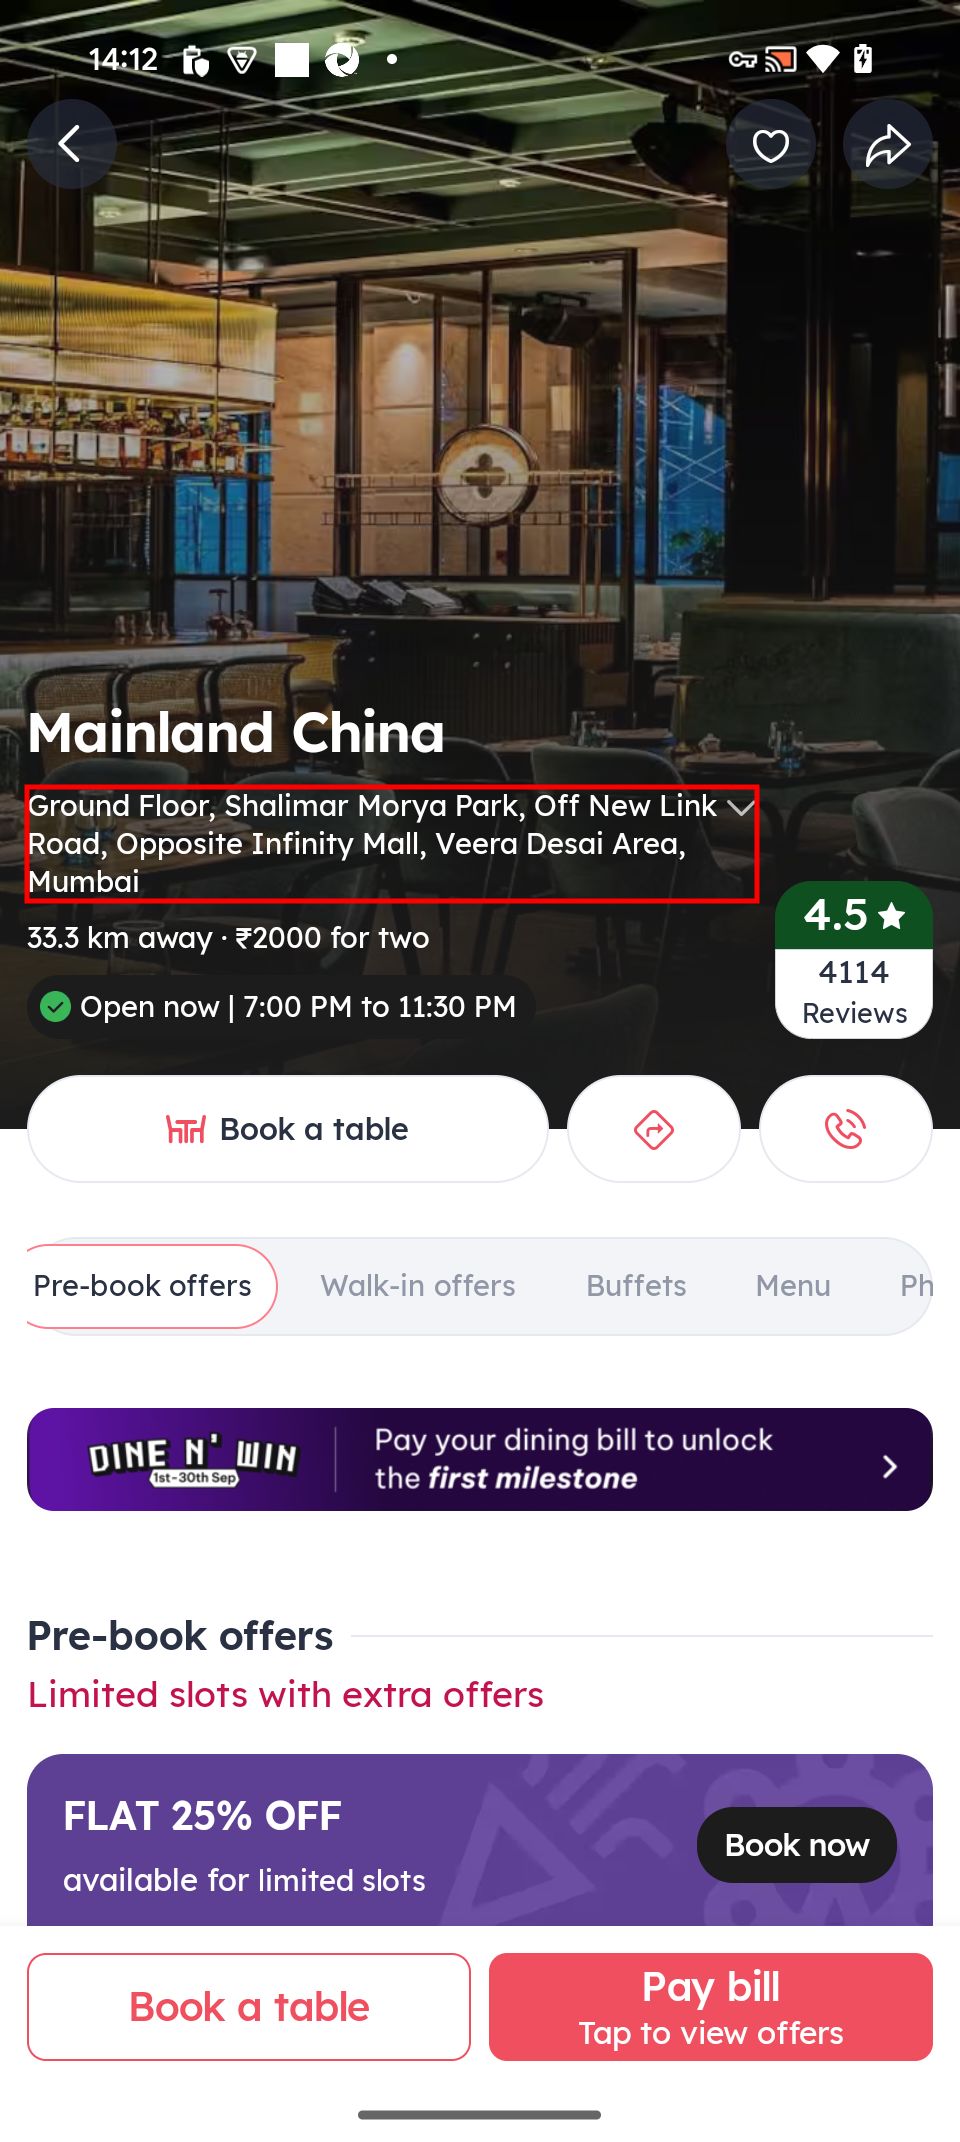 14:12
Mainland China
Ground Floor, Shalimar Morya Park, Off New Link
Road, Opposite Infinity Mall, Veera Desai Area,
Mumbai
33.3 km away · ₹2000 for two
4.5
4114
Reviews
Open now | 7:00 PM to 11:30 PM
Book a table
Pre-book offers Walk-in offers Buffets Menu Ph
DINE N' WIN
1st-30th Sep
Pay your dining bill to unlock
the first milestone
Pre-book offers
Limited slots with extra offers
FLAT 25% OFF
available for limited slots
Book now
Book a table
Pay bill
Tap to view offers